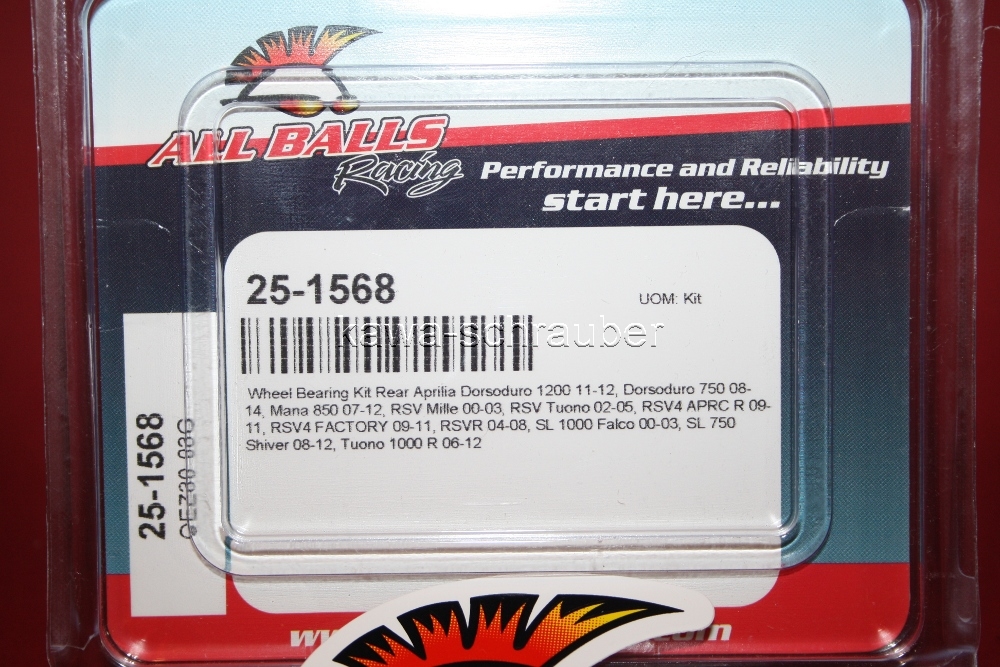 ALL BALLS
Racing
Performance and Reliability
start here...
25-1568
UOM: Kit
kawa-schrauber
Wheel Bearing Kit Rear Aprilia Dorsoduro 1200 11-12, Dorsoduro 750 08-
14, Mana 850 07-12, RSV Mille 00-03, RSV Tuono 02-05, RSV4 APRC R 09-
11, RSV4 FACTORY 09-11, RSVR 04-08, SL 1000 Falco 00-03, SL 750
Shiver 08-12, Tuono 1000 R 06-12
25-1568